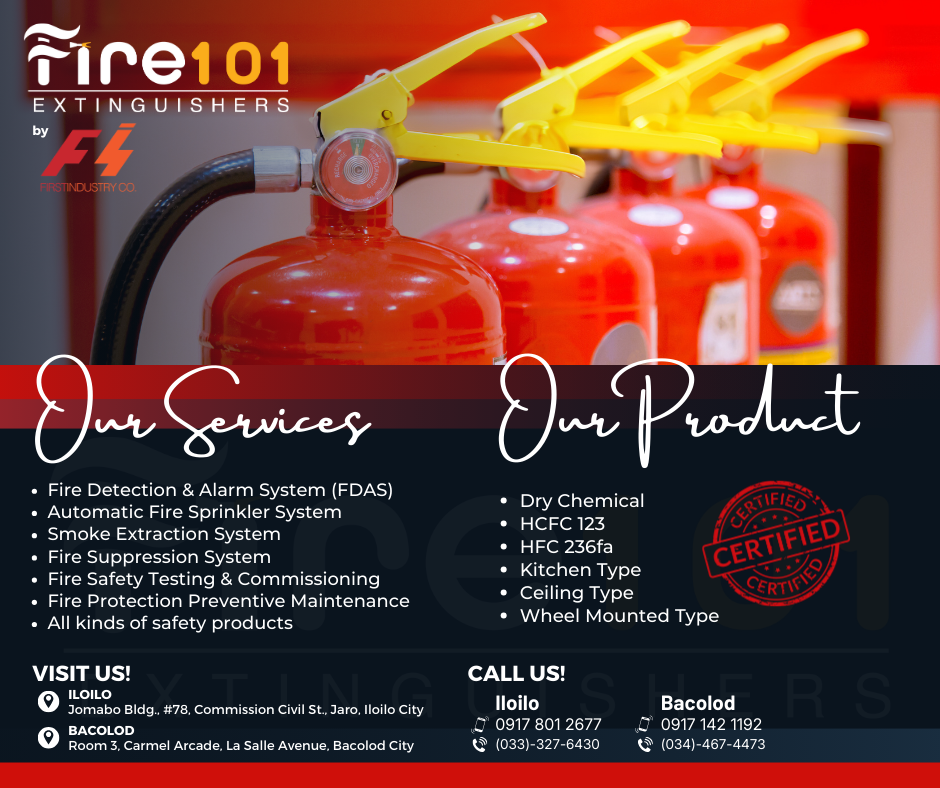 Fire101
EXTINGUISHERS
by
FIRSTINDUSTRY CO.
Our Services
Fire Detection & Alarm System (FDAS)
Automatic Fire Sprinkler System
Smoke Extraction System
Fire Suppression System
Fire Safety Testing & Commissioning
Fire Protection Preventive Maintenance
All kinds of safety products
Our Product
Dry Chemical
HCFC 123
HFC 236fa
Kitchen Type
Ceiling Type
Wheel Mounted Type
CERTIFIED
CERTIFIED
CERTIFIED
VISIT US!
ILOILO
Jomabo Bldg., #78, Commission Civil St., Jaro, Iloilo City
BACOLOD
Room 3, Carmel Arcade, La Salle Avenue, Bacolod City
CALL US!
Iloilo
0917 801 2677
(033)-327-6430
Bacolod
0917 142 1192
(034)-467-4473
Fire101
EXTINGUISHERS